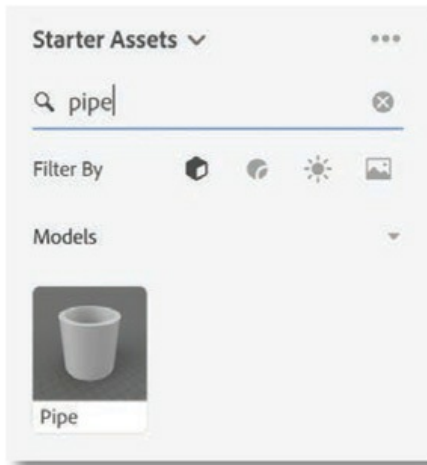 Starter Assets
pipe
Filter By
Models
Pipe